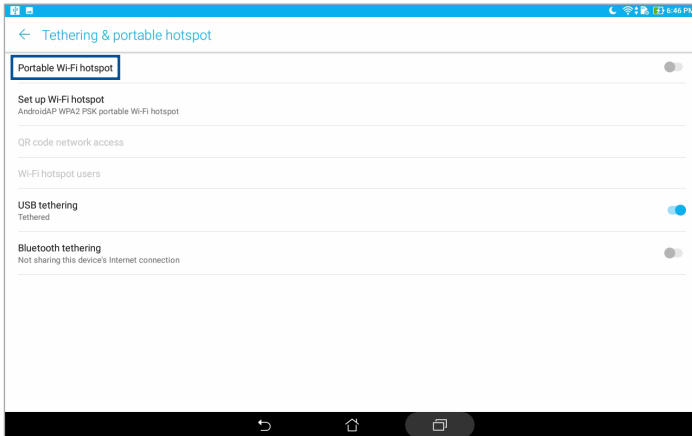 6:46 PM
Tethering & portable hotspot
Portable Wi-Fi hotspot
Set up Wi-Fi hotspot
AndroidAP WPA2 PSK portable Wi-Fi hotspot
QR code network access
Wi-Fi hotspot users
USB tethering
Tethered
Bluetooth tethering
Not sharing this device's Internet connection